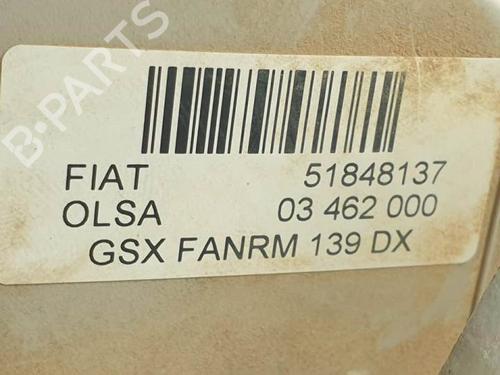 B-PARTS
FIAT 51848137
OLSA 03 462 000
GSX FANRM 139 DX